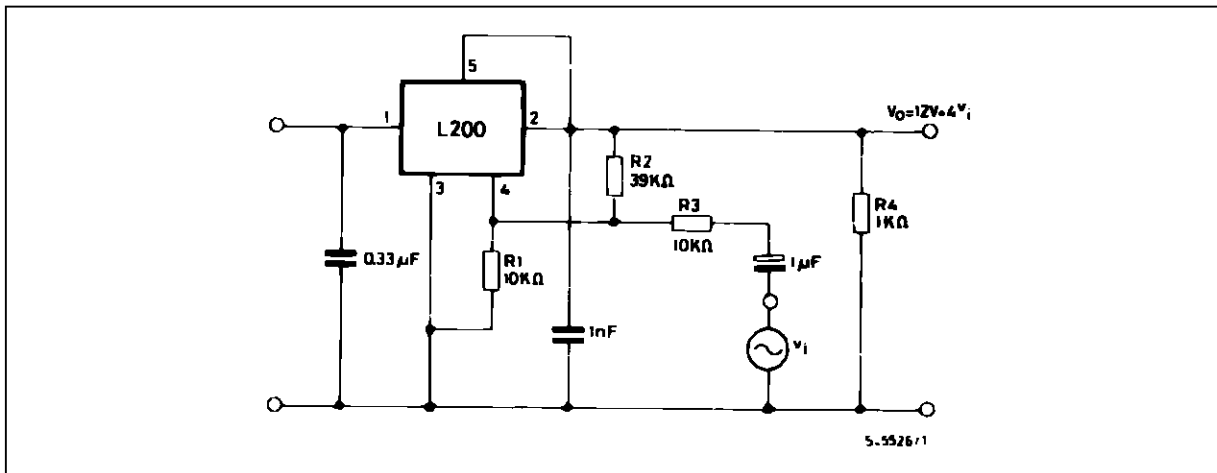 5
1
L200
2
Vo=12V+4vi
3
4
R2
39KΩ
R3
10KΩ
R4
1KΩ
0.33µF
R1
10KΩ
1µF
1nF
vi
5-5526/1